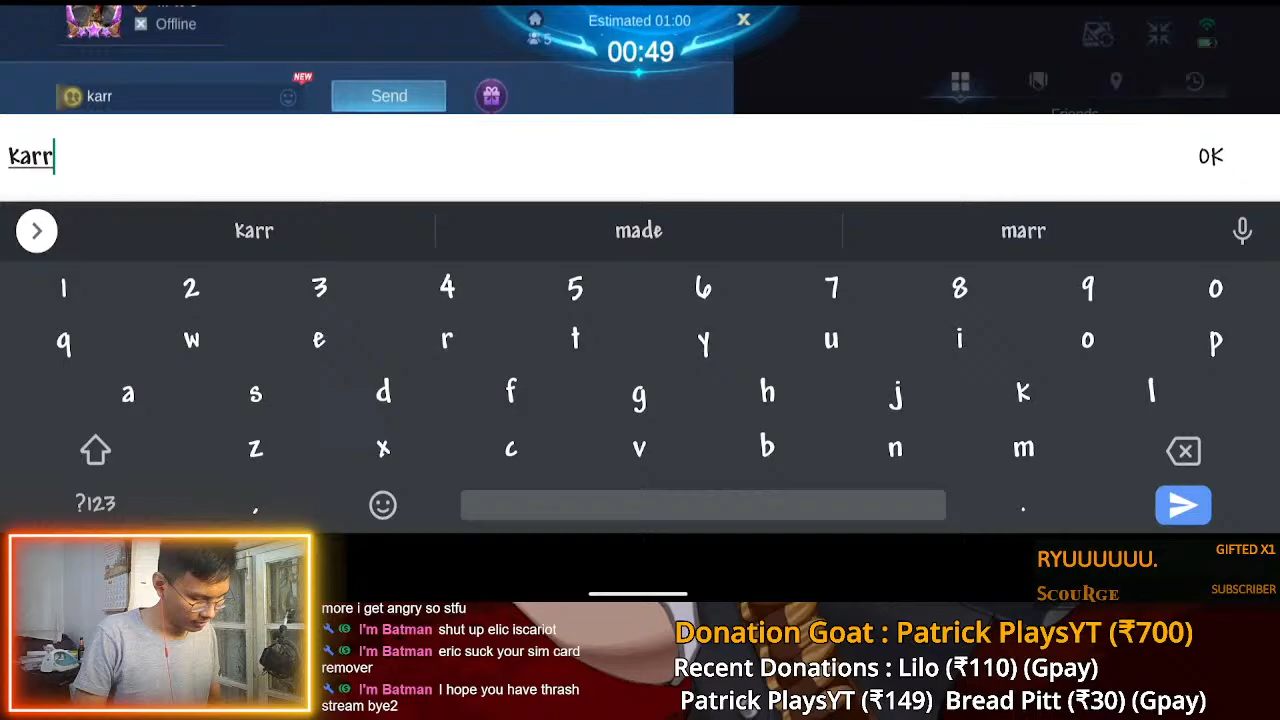 Offline
5
Estimated 01:00
X
00:49
karr
NEW
Send
karr
OK
karr
made
marr
1 2 3 4 5 6 7 8 9 0
q w e r t y u i o p
a s d f g h j k l
z x c v b n m
?123 , .
RYUUUUUU.
GIFTED X1
SCOURGE
SUBSCRIBER
more i get angry so stfu
I'm Batman shut up elic iscariot
I'm Batman eric suck your sim card
remover
I'm Batman I hope you have thrash
stream bye2
Donation Goat : Patrick PlaysYT (₹700)
Recent Donations : Lilo (₹110) (Gpay)
Patrick PlaysYT (₹149) Bread Pitt (₹30) (Gpay)